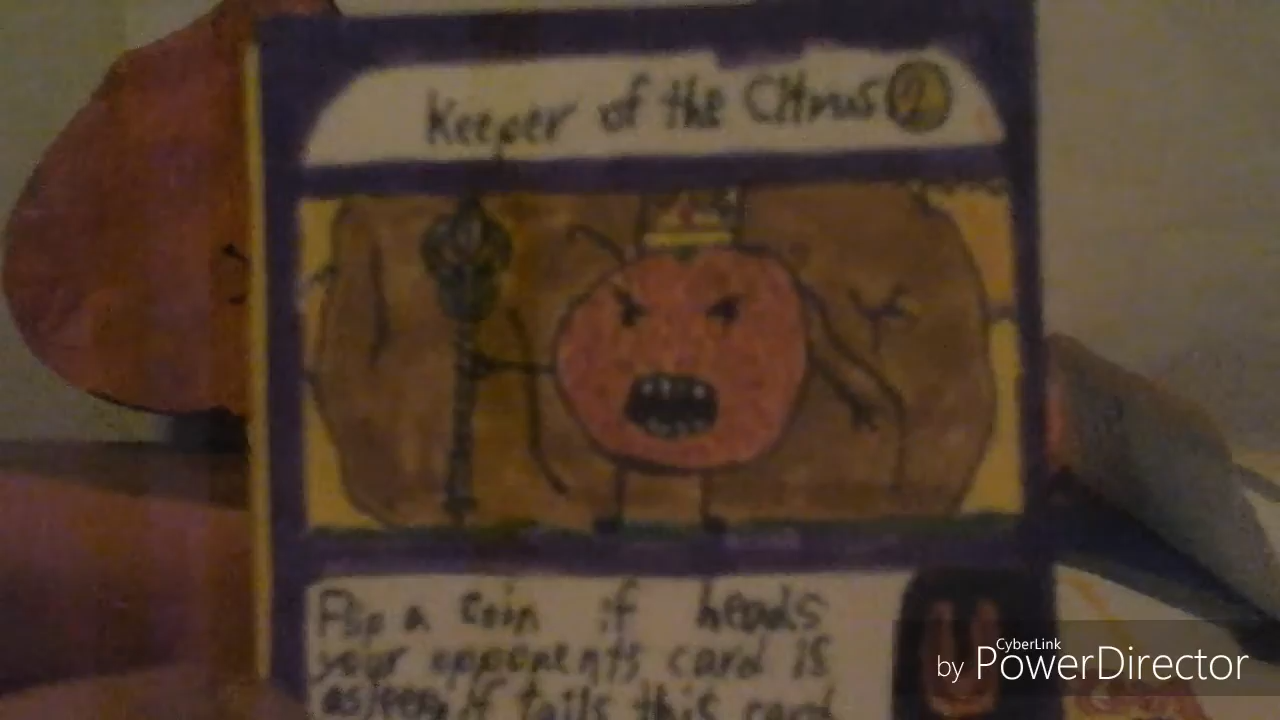 Keeper of the Citrus 2
Flip a coin if heads
your opponents card is
asleep if tails this card
CyberLink
by PowerDirector